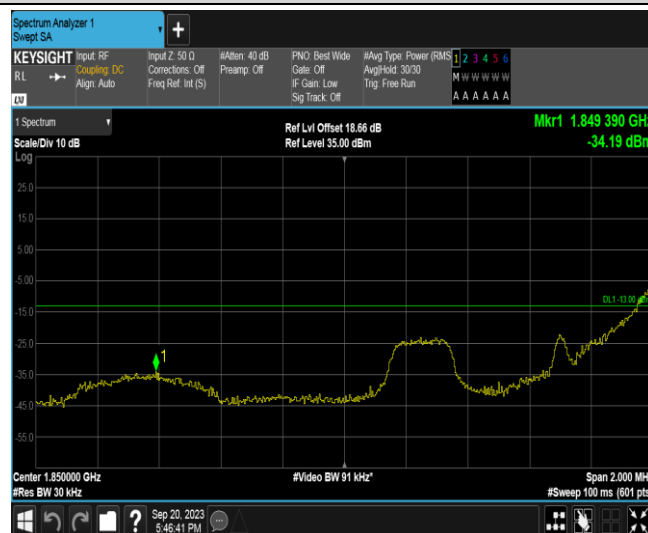 Spectrum Analyzer 1
Swept SA
+
KEYSIGHT Input: RF Input Z: 50 Ω #Atten: 40 dB PNO: Best Wide #Avg Type: Power (RMS 1 2 3 4 5 6
RL Coupling: DC Corrections: Off Preamp: Off Gate: Off Avg|Hold: 30/30 M W W W W W
Align: Auto Freq Ref: Int (S) IF Gain: Low Trig: Free Run
Sig Track: Off A A A A A A
LXI
1 Spectrum Ref Lvl Offset 18.66 dB Mkr1 1.849 390 GHz
Scale/Div 10 dB Ref Level 35.00 dBm -34.19 dBm
Log
25.0
15.0
5.00
-5.00
DL1 -13.00 dBm
-15.0
-25.0
1
-35.0
-45.0
-55.0
Center 1.850000 GHz #Video BW 91 kHz* Span 2.000 MH
#Res BW 30 kHz #Sweep 100 ms (601 pts
? Sep 20, 2023
5:46:41 PM